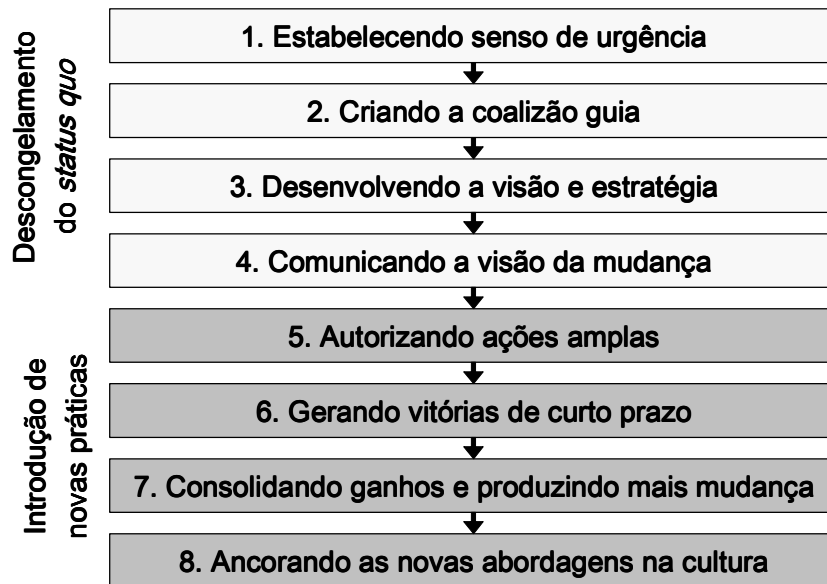 Descongelamento
do status quo
1. Estabelecendo senso de urgência
2. Criando a coalizão guia
3. Desenvolvendo a visão e estratégia
4. Comunicando a visão da mudança
Introdução de
novas práticas
5. Autorizando ações amplas
6. Gerando vitórias de curto prazo
7. Consolidando ganhos e produzindo mais mudança
8. Ancorando as novas abordagens na cultura